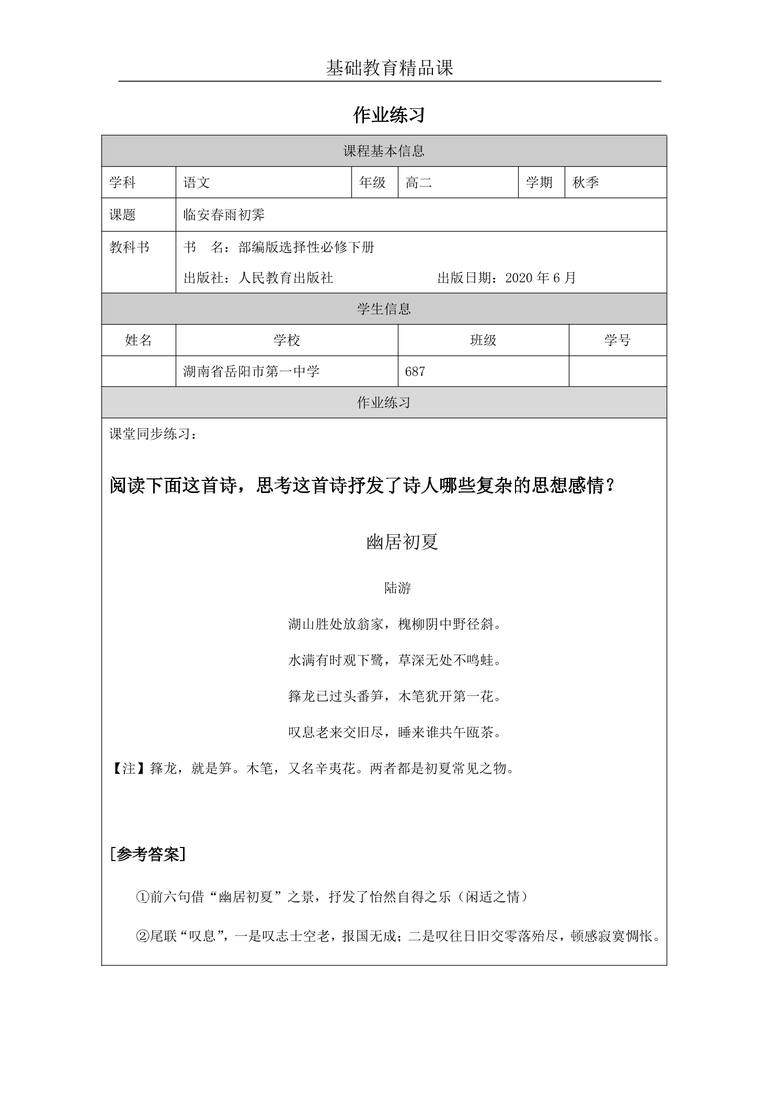 基础教育精品课
作业练习
课程基本信息
学科 语文 年级 高二 学期 秋季
课题 临安春雨初霁
教科书 书 名：部编版选择性必修下册
出版社：人民教育出版社 出版日期：2020 年 6 月
学生信息
姓名 学校 班级 学号
湖南省岳阳市第一中学 687
作业练习
课堂同步练习：
阅读下面这首诗，思考这首诗抒发了诗人哪些复杂的思想感情？
幽居初夏
陆游
湖山胜处放翁家，槐柳阴中野径斜。
水满有时观下鹭，草深无处不鸣蛙。
箨龙已过头番笋，木笔犹开第一花。
叹息老来交旧尽，睡来谁共午瓯茶。
【注】箨龙，就是笋。木笔，又名辛夷花。两者都是初夏常见之物。
[参考答案]
①前六句借“幽居初夏”之景，抒发了怡然自得之乐（闲适之情）
②尾联“叹息”，一是叹志士空老，报国无成；二是叹往日旧交零落殆尽，顿感寂寞惆怅。